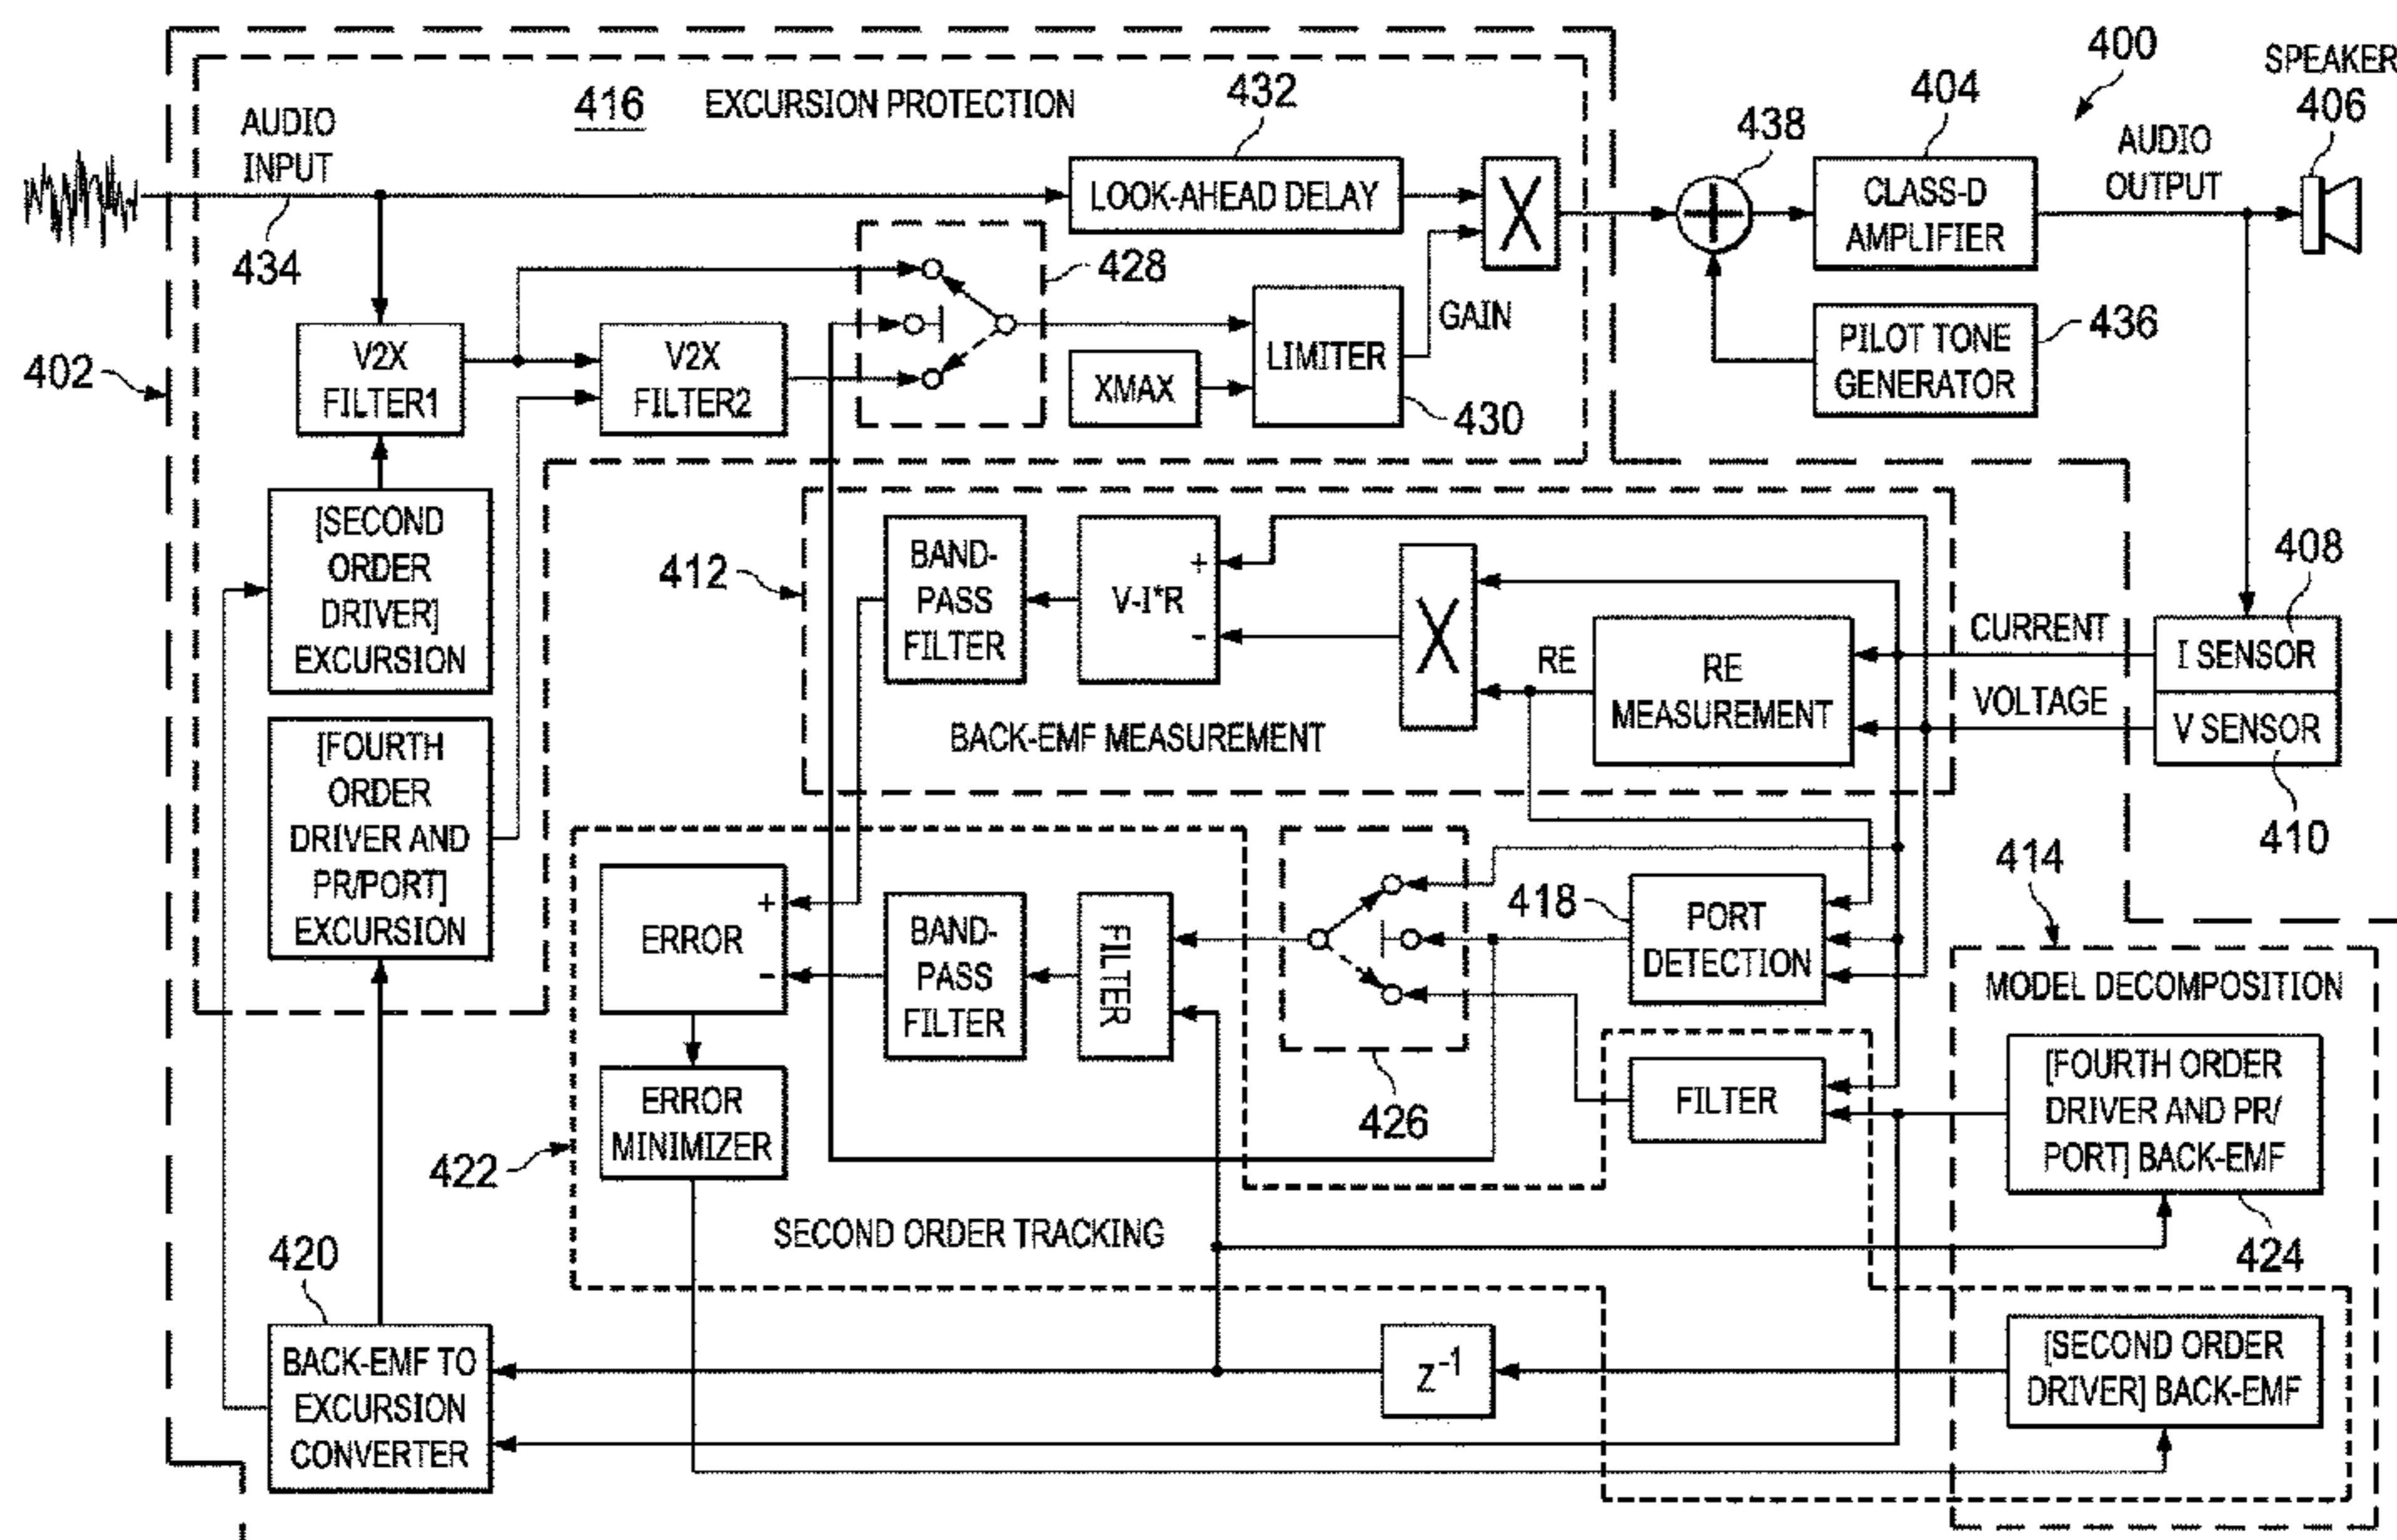 400
SPEAKER
406
416
EXCURSION PROTECTION
432
404
438
AUDIO
INPUT
AUDIO
OUTPUT
LOOK-AHEAD DELAY
X
CLASS-D
AMPLIFIER
434
428
GAIN
PILOT TONE
GENERATOR
436
402
V2X
FILTER1
V2X
FILTER2
XMAX
LIMITER
430
[SECOND
ORDER
DRIVER]
EXCURSION
412
BAND-
PASS
FILTER
+
V-I*R
-
X
RE
RE
MEASUREMENT
CURRENT
VOLTAGE
408
I SENSOR
V SENSOR
410
BACK-EMF MEASUREMENT
[FOURTH
ORDER
DRIVER AND
PR/PORT]
EXCURSION
ERROR
+
-
BAND-
PASS
FILTER
FILTER
418
PORT
DETECTION
414
MODEL DECOMPOSITION
ERROR
MINIMIZER
422
426
FILTER
[FOURTH ORDER
DRIVER AND PR/
PORT] BACK-EMF
424
SECOND ORDER TRACKING
420
BACK-EMF TO
EXCURSION
CONVERTER
Z-1
[SECOND ORDER
DRIVER] BACK-EMF